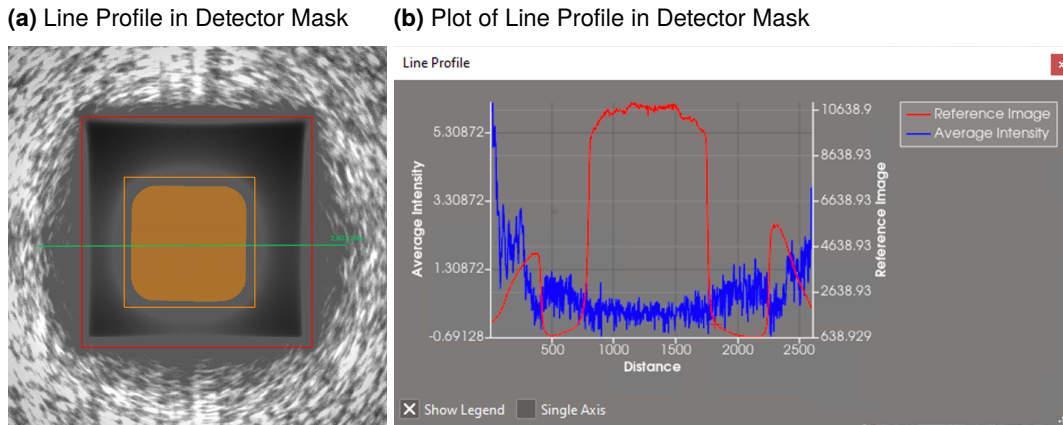 (a) Line Profile in Detector Mask
(b) Plot of Line Profile in Detector Mask
Line Profile
5.30872
3.30872
1.30872
-0.69128
Average Intensity
10638.9
8638.93
6638.93
4638.93
2638.93
638.929
Reference Image
500
1000
1500
2000
2500
Distance
Reference Image
Average Intensity
Show Legend
Single Axis